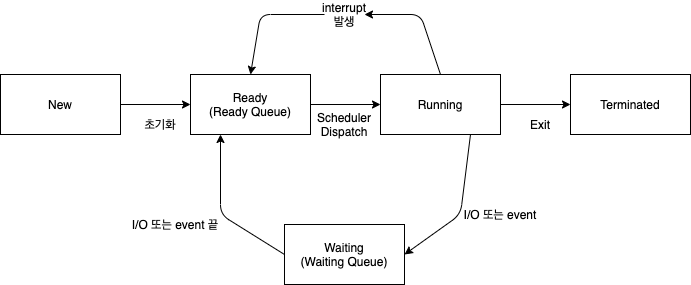 interrupt
발생
New
초기화
Ready
(Ready Queue)
Scheduler
Dispatch
Running
Exit
Terminated
I/O 또는 event 끝
I/O 또는 event
Waiting
(Waiting Queue)